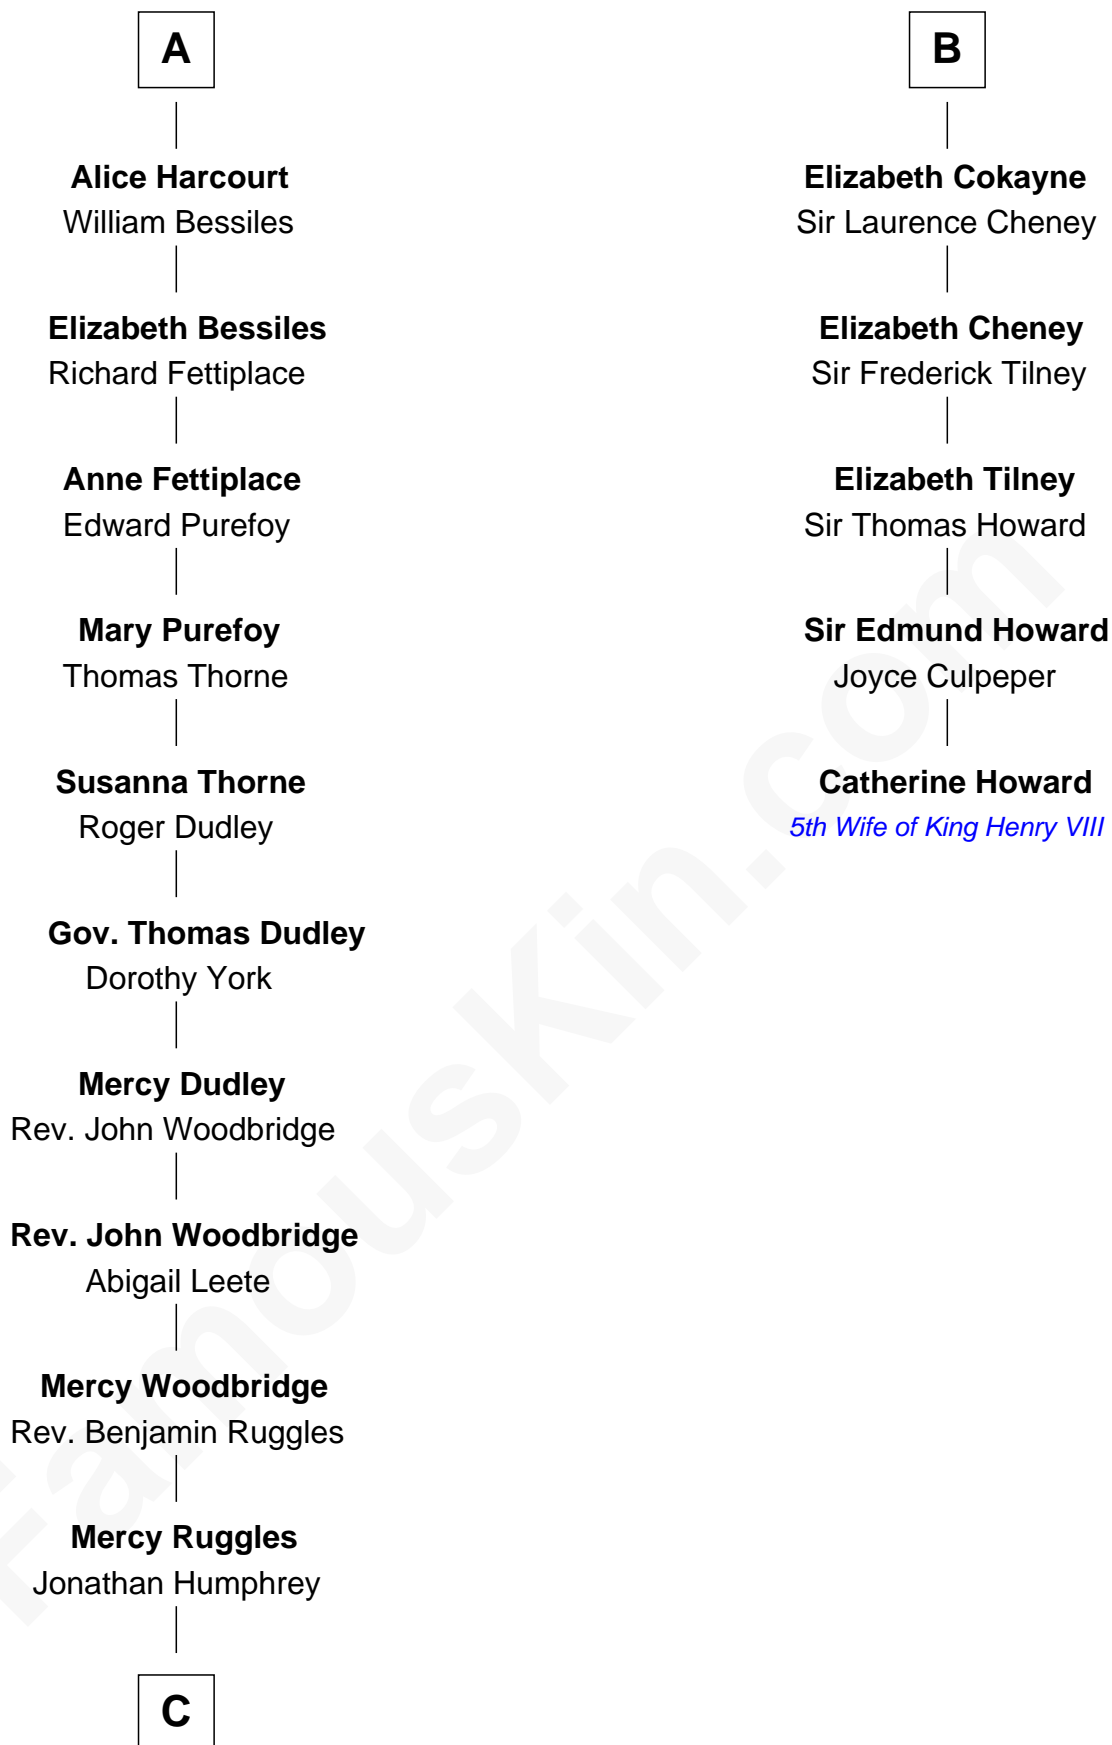 A
Alice Harcourt
William Bessiles
Elizabeth Bessiles
Richard Fettiplace
Anne Fettiplace
Edward Purefoy
Mary Purefoy
Thomas Thorne
Susanna Thorne
Roger Dudley
Gov. Thomas Dudley
Dorothy York
Mercy Dudley
Rev. John Woodbridge
Rev. John Woodbridge
Abigail Leete
Mercy Woodbridge
Rev. Benjamin Ruggles
Mercy Ruggles
Jonathan Humphrey
C
B
Elizabeth Cokayne
Sir Laurence Cheney
Elizabeth Cheney
Sir Frederick Tilney
Elizabeth Tilney
Sir Thomas Howard
Sir Edmund Howard
Joyce Culpeper
Catherine Howard
5th Wife of King Henry VIII
FamousKin.com